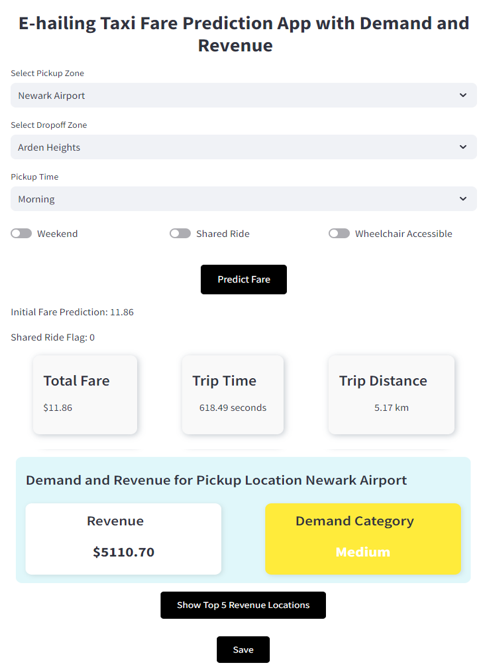 E-hailing Taxi Fare Prediction App with Demand and
Revenue
Select Pickup Zone
Newark Airport
Select Dropoff Zone
Arden Heights
Pickup Time
Morning
Weekend
Shared Ride
Wheelchair Accessible
Predict Fare
Initial Fare Prediction: 11.86
Shared Ride Flag: 0
Total Fare
$11.86
Trip Time
618.49 seconds
Trip Distance
5.17 km
Demand and Revenue for Pickup Location Newark Airport
Revenue
$5110.70
Demand Category
Medium
Show Top 5 Revenue Locations
Save